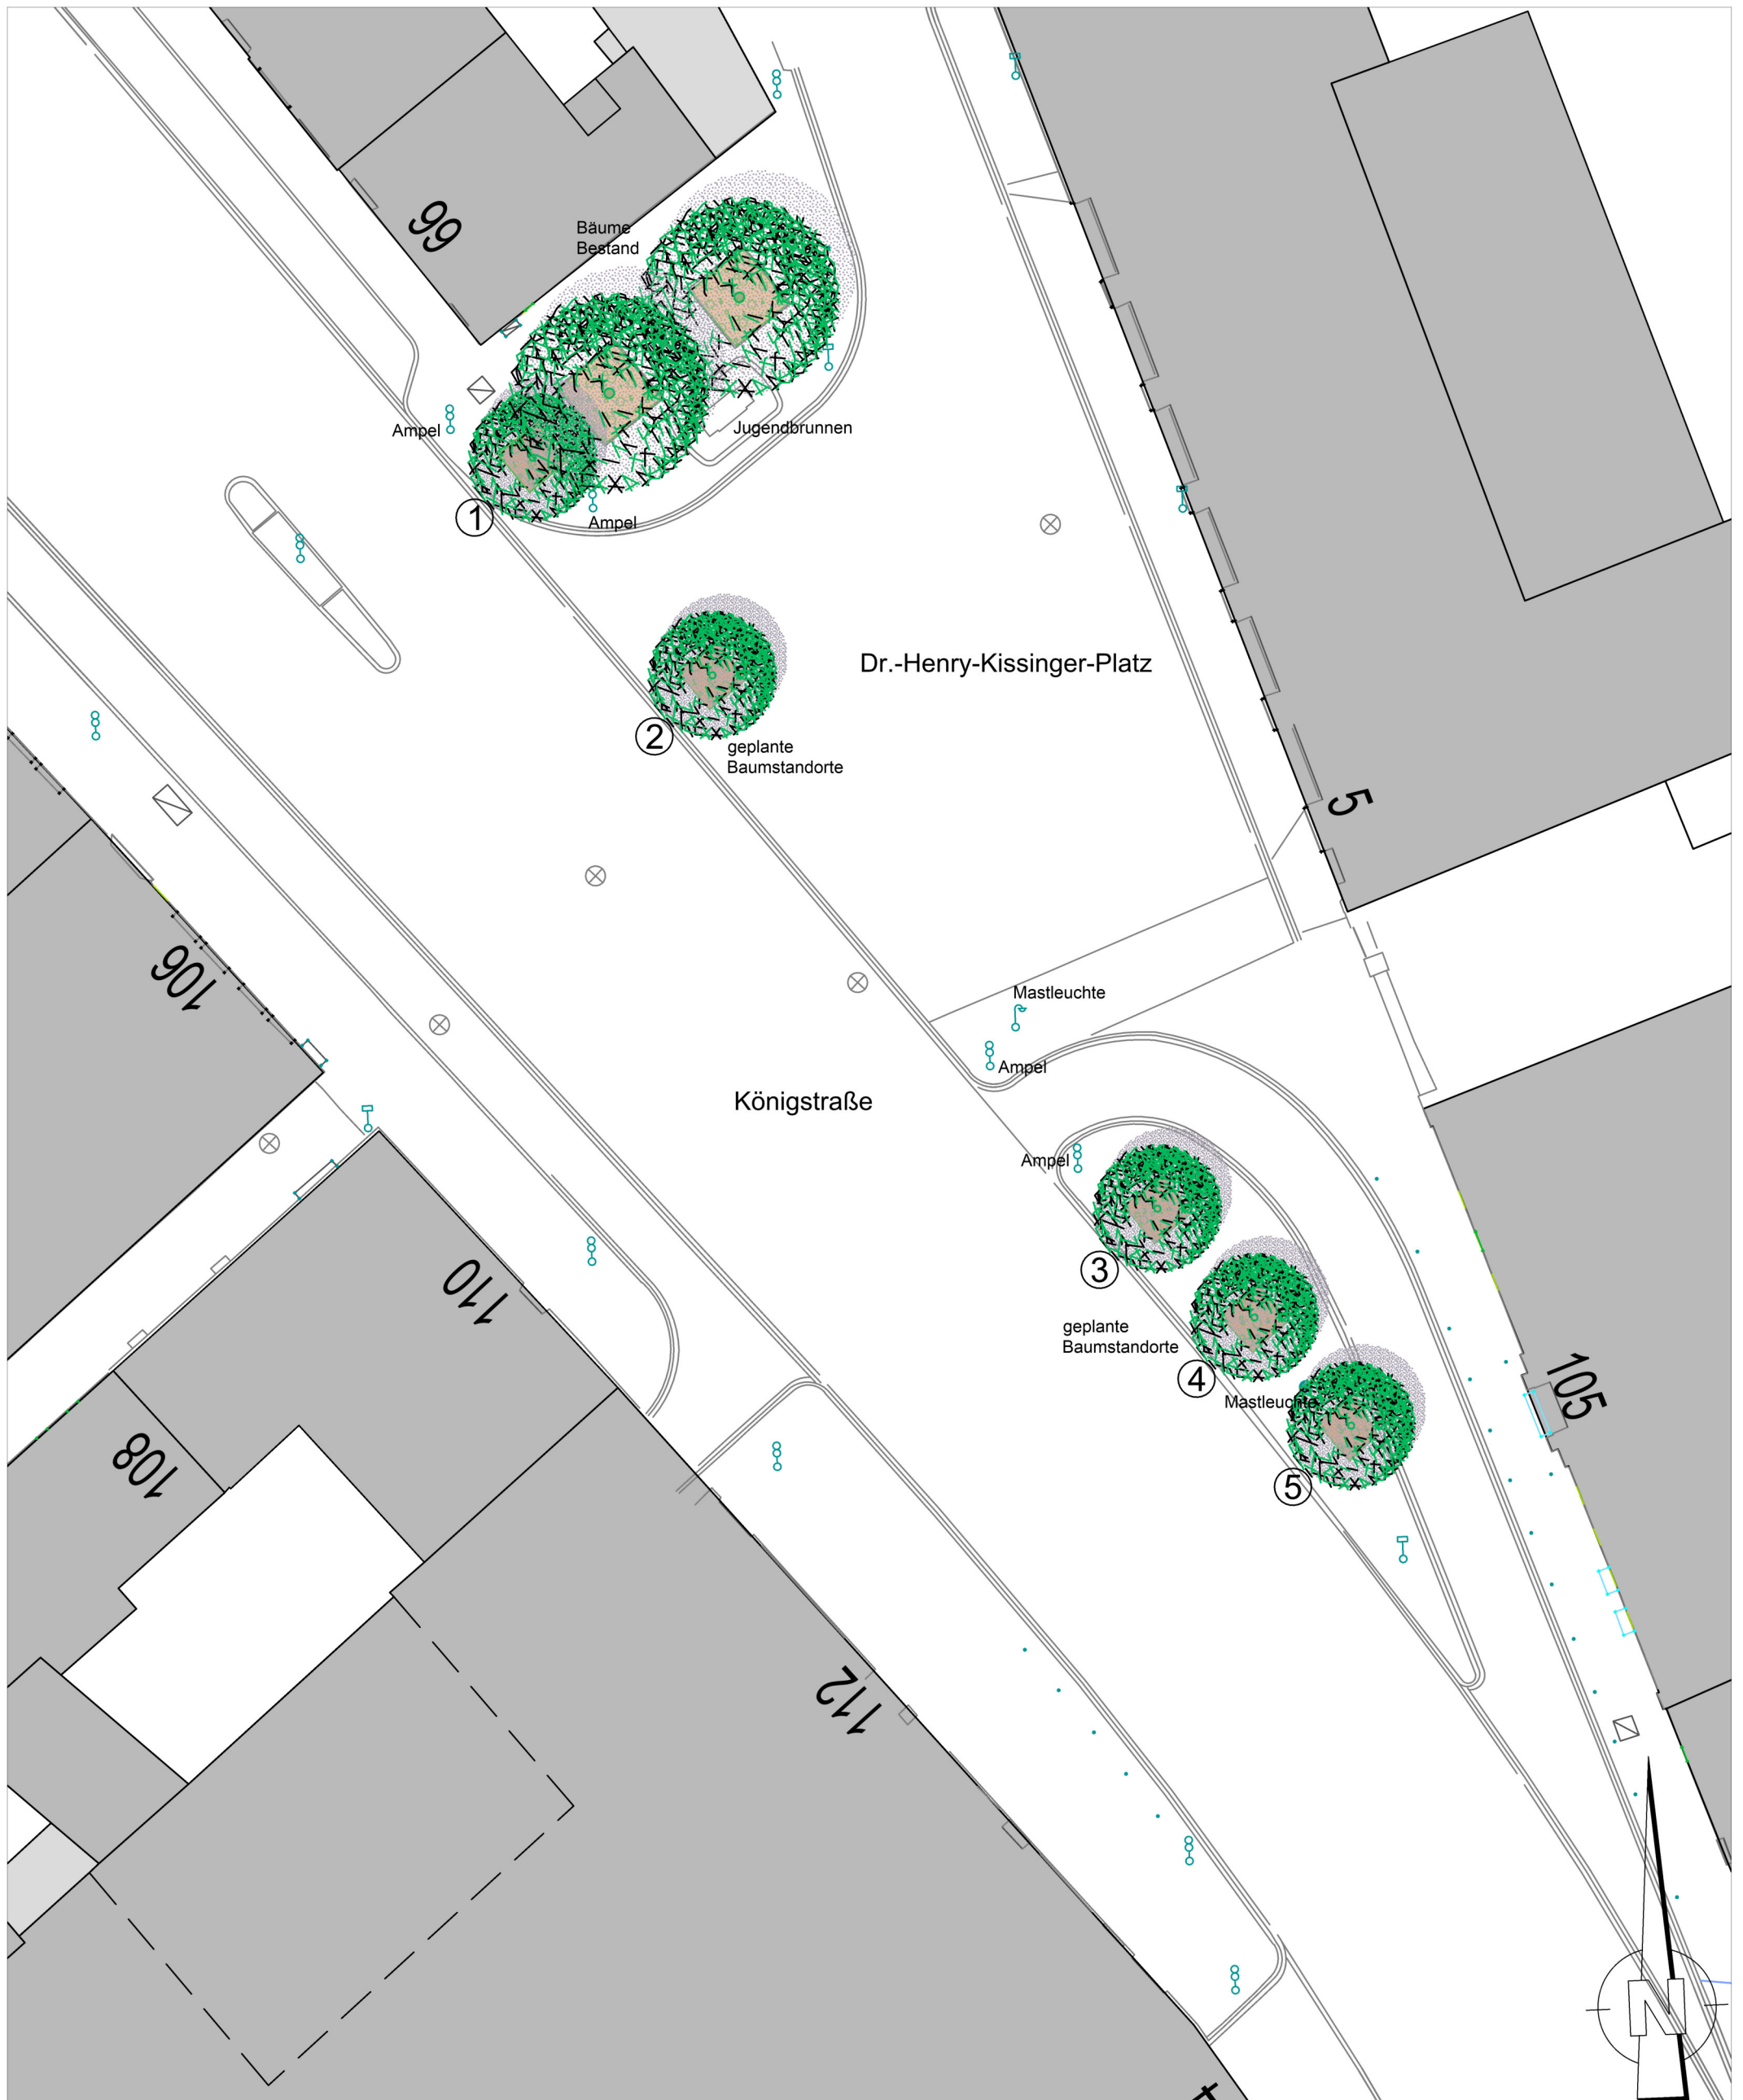 99
Bäume
Bestand
Ampel
Jugendbrunnen
1
Ampel
Dr.-Henry-Kissinger-Platz
2
geplante
Baumstandorte
5
106
Mastleuchte
Ampel
Königstraße
Ampel
3
110
geplante
Baumstandorte
4
105
Mastleuchte
108
5
112
N